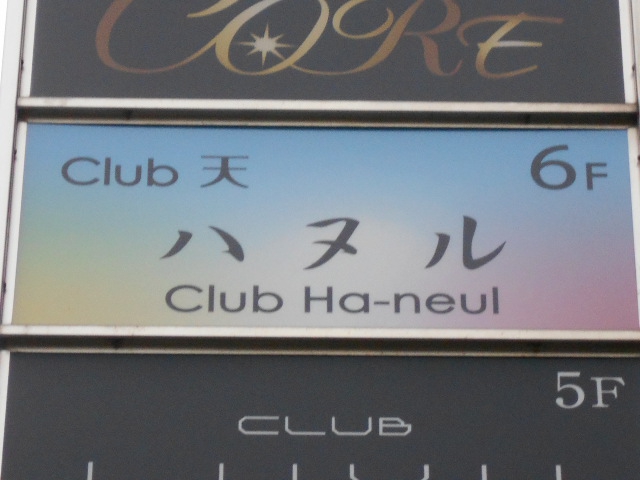 CORE
Club 天 6F
ハヌル
Club Ha-neul
5F
CLUB